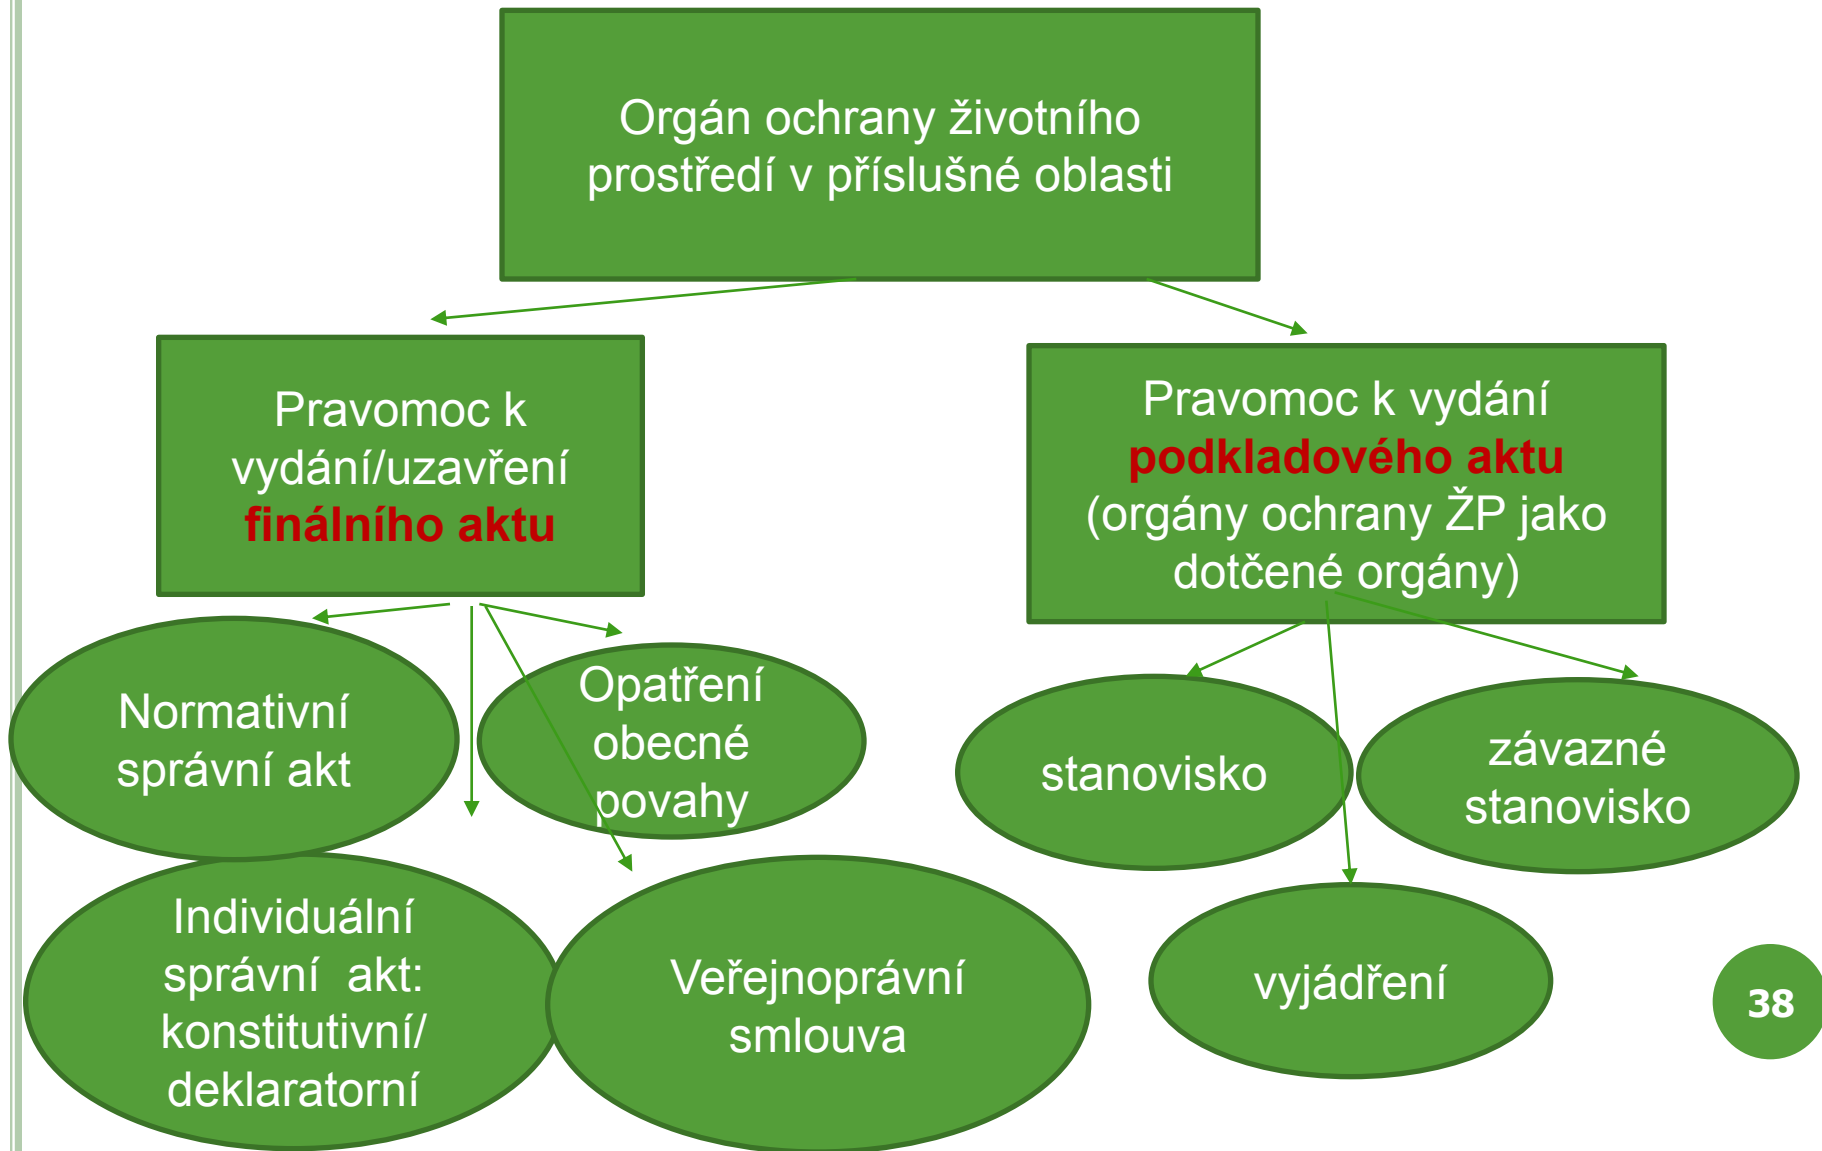 Orgán ochrany životního
prostředí v příslušné oblasti
Pravomoc k
vydání/uzavření
finálního aktu
Pravomoc k vydání
podkladového aktu
(orgány ochrany ŽP jako
dotčené orgány)
Normativní
správní akt
Opatření
obecné
povahy
stanovisko
závazné
stanovisko
Individuální
správní akt:
konstitutivní/
deklaratorní
Veřejnoprávní
smlouva
vyjádření
38